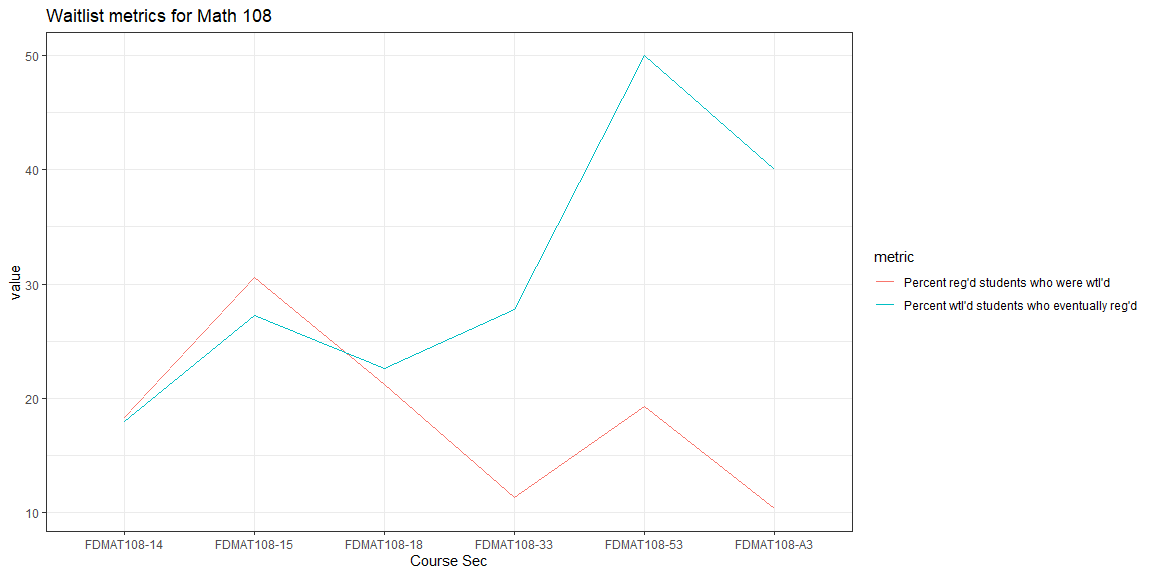 Waitlist metrics for Math 108
50
40
30
20
10
value
FDMAT108-14 FDMAT108-15 FDMAT108-18 FDMAT108-33 FDMAT108-53 FDMAT108-A3
Course Sec
metric
Percent reg'd students who were wtl'd
Percent wtl'd students who eventually reg'd